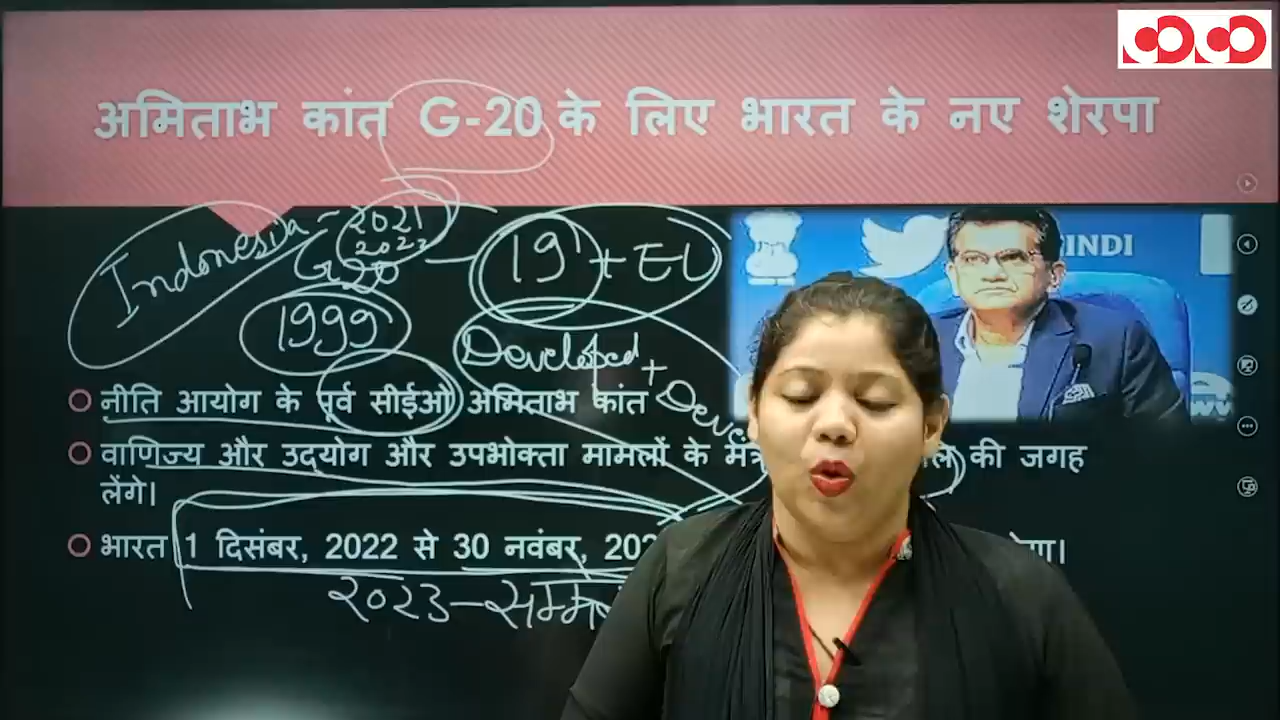 अमिताभ कांत G-20 के लिए भारत के नए शेरपा
INDI
Indonesia - 2021
2022
G20 - 19 + EU
1999
Developed
+
नीति आयोग के पूर्व सीईओ अमिताभ कांत
वाणिज्य और उद्योग और उपभोक्ता मामलों के की जगह
लेंगे।
भारत 1 दिसंबर, 2022 से 30 नवंबर,
2023 -